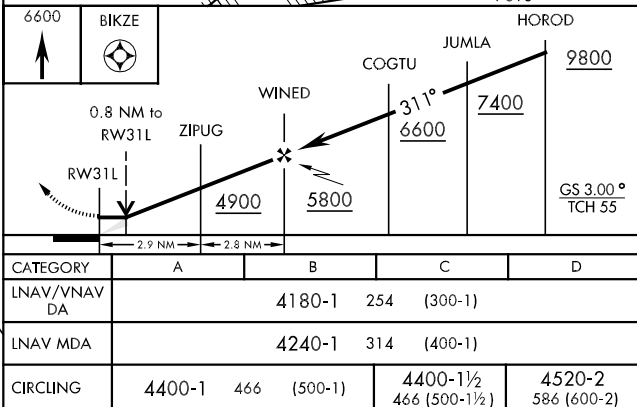 6600
BIKZE
HOROD
JUMLA
9800
COGTU
7400
311°
6600
WINED
0.8 NM to
RW31L
ZIPUG
RW31L
4900
5800
GS 3.00°
TCH 55
2.9 NM
2.8 NM
CATEGORY A B C D
LNAV/VNAV
DA
4180-1 254 (300-1)
LNAV MDA 4240-1 314 (400-1)
CIRCLING 4400-1 466 (500-1)
4400-1½
466 (500-1½)
4520-2
586 (600-2)